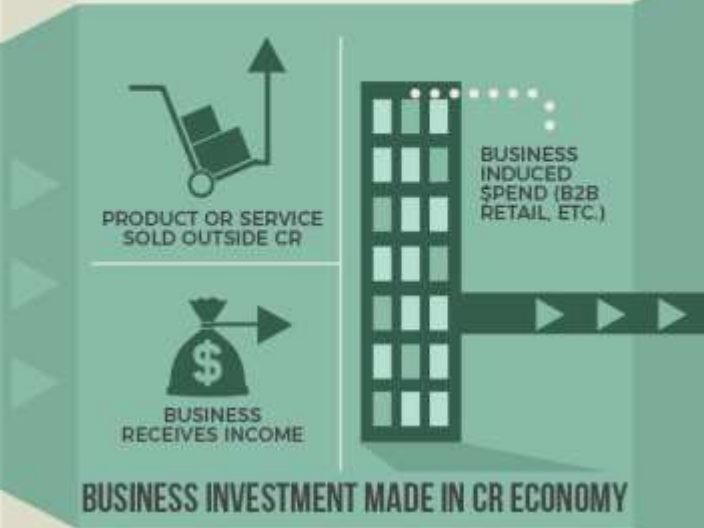 PRODUCT OR SERVICE
SOLD OUTSIDE CR
BUSINESS
INDUCED
$PEND (B2B
RETAIL, ETC.)
$
BUSINESS
RECEIVES INCOME
BUSINESS INVESTMENT MADE IN CR ECONOMY